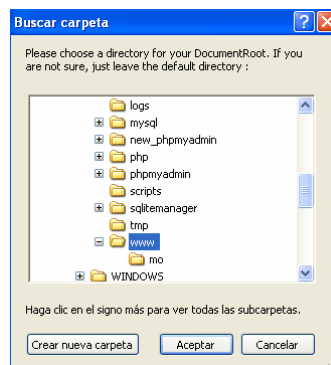 Buscar carpeta
Please choose a directory for your DocumentRoot. If you
are not sure, just leave the default directory :
logs
mysql
new_phpmyadmin
php
phpmyadmin
scripts
sqlitemanager
tmp
www
mo
WINDOWS
Haga clic en el signo más para ver todas las subcarpetas.
Crear nueva carpeta
Aceptar
Cancelar